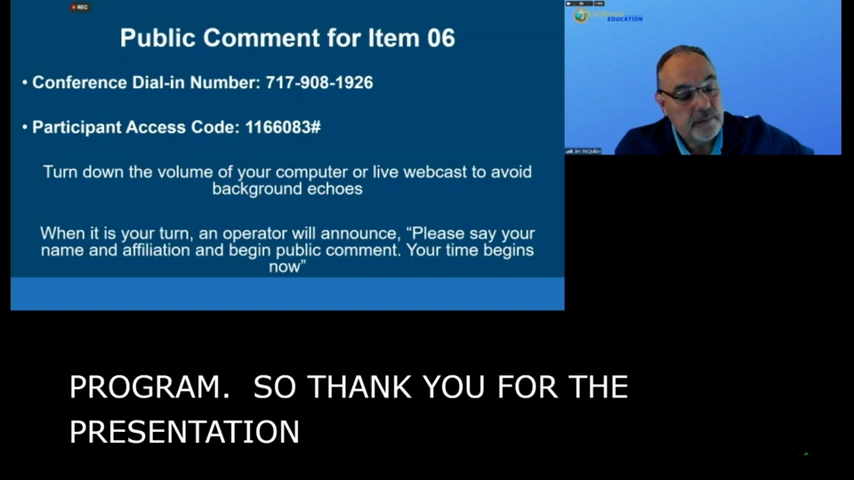 REC
Public Comment for Item 06
• Conference Dial-in Number: 717-908-1926
• Participant Access Code: 1166083#
Turn down the volume of your computer or live webcast to avoid
background echoes
When it is your turn, an operator will announce, “Please say your
name and affiliation and begin public comment. Your time begins
now”
EDUCATION
PROGRAM.  SO THANK YOU FOR THE
PRESENTATION